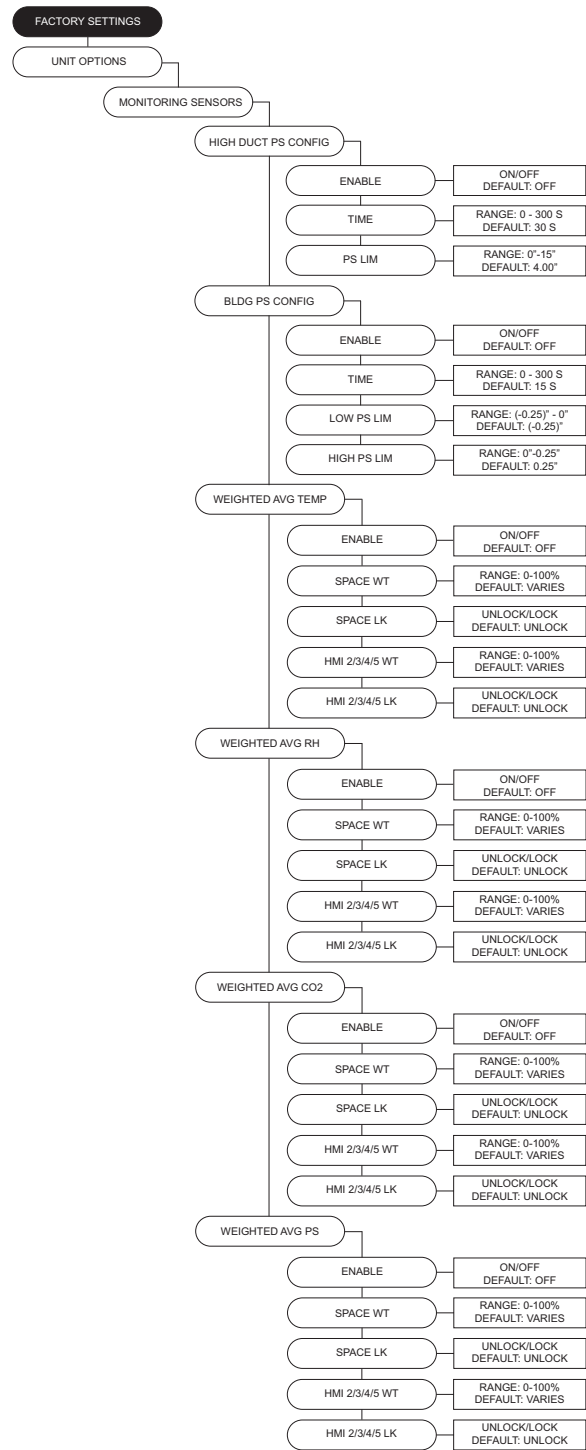 FACTORY SETTINGS
UNIT OPTIONS
MONITORING SENSORS
HIGH DUCT PS CONFIG
ENABLE
ON/OFF
DEFAULT: OFF
TIME
RANGE: 0 - 300 S
DEFAULT: 30 S
PS LIM
RANGE: 0"-15"
DEFAULT: 4.00"
BLDG PS CONFIG
ENABLE
ON/OFF
DEFAULT: OFF
TIME
RANGE: 0 - 300 S
DEFAULT: 15 S
LOW PS LIM
RANGE: (-0.25)" - 0"
DEFAULT: (-0.25)"
HIGH PS LIM
RANGE: 0"-0.25"
DEFAULT: 0.25"
WEIGHTED AVG TEMP
ENABLE
ON/OFF
DEFAULT: OFF
SPACE WT
RANGE: 0-100%
DEFAULT: VARIES
SPACE LK
UNLOCK/LOCK
DEFAULT: UNLOCK
HMI 2/3/4/5 WT
RANGE: 0-100%
DEFAULT: VARIES
HMI 2/3/4/5 LK
UNLOCK/LOCK
DEFAULT: UNLOCK
WEIGHTED AVG RH
ENABLE
ON/OFF
DEFAULT: OFF
SPACE WT
RANGE: 0-100%
DEFAULT: VARIES
SPACE LK
UNLOCK/LOCK
DEFAULT: UNLOCK
HMI 2/3/4/5 WT
RANGE: 0-100%
DEFAULT: VARIES
HMI 2/3/4/5 LK
UNLOCK/LOCK
DEFAULT: UNLOCK
WEIGHTED AVG CO2
ENABLE
ON/OFF
DEFAULT: OFF
SPACE WT
RANGE: 0-100%
DEFAULT: VARIES
SPACE LK
UNLOCK/LOCK
DEFAULT: UNLOCK
HMI 2/3/4/5 WT
RANGE: 0-100%
DEFAULT: VARIES
HMI 2/3/4/5 LK
UNLOCK/LOCK
DEFAULT: UNLOCK
WEIGHTED AVG PS
ENABLE
ON/OFF
DEFAULT: OFF
SPACE WT
RANGE: 0-100%
DEFAULT: VARIES
SPACE LK
UNLOCK/LOCK
DEFAULT: UNLOCK
HMI 2/3/4/5 WT
RANGE: 0-100%
DEFAULT: VARIES
HMI 2/3/4/5 LK
UNLOCK/LOCK
DEFAULT: UNLOCK